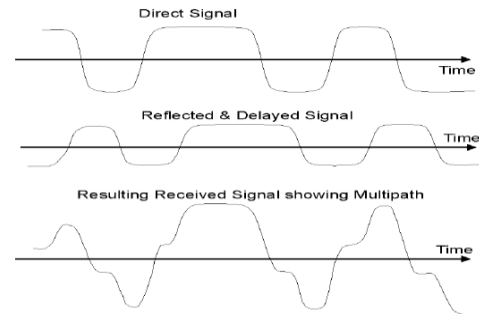 Direct Signal
Time
Reflected & Delayed Signal
Time
Resulting Received Signal showing Multipath
Time